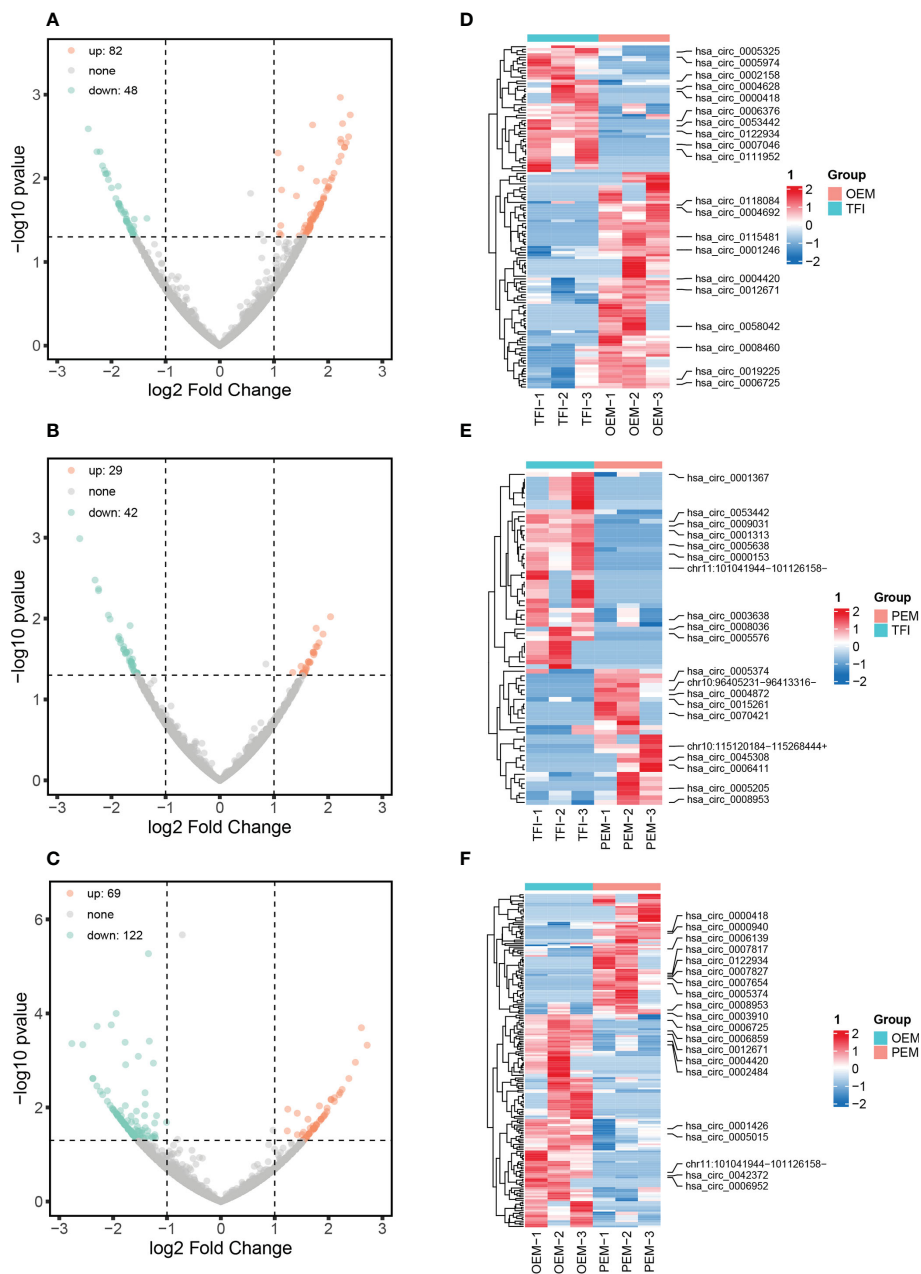 A
up: 82
none
down: 48
3
2
1
0
−3
−2
−1
0
1
2
3
−log10 pvalue
log2 Fold Change
D
hsa_circ_0005325
hsa_circ_0005974
hsa_circ_0002158
hsa_circ_0004628
hsa_circ_0000418
hsa_circ_0006376
hsa_circ_0053442
hsa_circ_0122934
hsa_circ_0007046
hsa_circ_0111952
hsa_circ_0118084
hsa_circ_0004692
hsa_circ_0115481
hsa_circ_0001246
hsa_circ_0004420
hsa_circ_0012671
hsa_circ_0058042
hsa_circ_0008460
hsa_circ_0019225
hsa_circ_0006725
TFI−1
TFI−2
TFI−3
OEM−1
OEM−2
OEM−3
1
2
1
0
−1
−2
Group
OEM
TFI
B
up: 29
none
down: 42
3
2
1
0
−3
−2
−1
0
1
2
3
−log10 pvalue
log2 Fold Change
E
hsa_circ_0001367
hsa_circ_0053442
hsa_circ_0009031
hsa_circ_0001313
hsa_circ_0005638
hsa_circ_0000153
chr11:101041944−101126158−
hsa_circ_0003638
hsa_circ_0008036
hsa_circ_0005576
hsa_circ_0005374
chr10:96405231−96413316−
hsa_circ_0004872
hsa_circ_0015261
hsa_circ_0070421
chr10:115120184−115268444+
hsa_circ_0045308
hsa_circ_0006411
hsa_circ_0005205
hsa_circ_0008953
TFI−1
TFI−2
TFI−3
PEM−1
PEM−2
PEM−3
1
2
1
0
−1
−2
Group
PEM
TFI
C
up: 69
none
down: 122
6
4
2
0
−3
−2
−1
0
1
2
3
−log10 pvalue
log2 Fold Change
F
hsa_circ_0000418
hsa_circ_0000940
hsa_circ_0006139
hsa_circ_0007817
hsa_circ_0122934
hsa_circ_0007827
hsa_circ_0007654
hsa_circ_0005374
hsa_circ_0008953
hsa_circ_0003910
hsa_circ_0006725
hsa_circ_0006859
hsa_circ_0012671
hsa_circ_0004420
hsa_circ_0002484
hsa_circ_0001426
hsa_circ_0005015
chr11:101041944−101126158−
hsa_circ_0042372
hsa_circ_0006952
OEM−1
OEM−2
OEM−3
PEM−1
PEM−2
PEM−3
1
2
1
0
−1
−2
Group
OEM
PEM